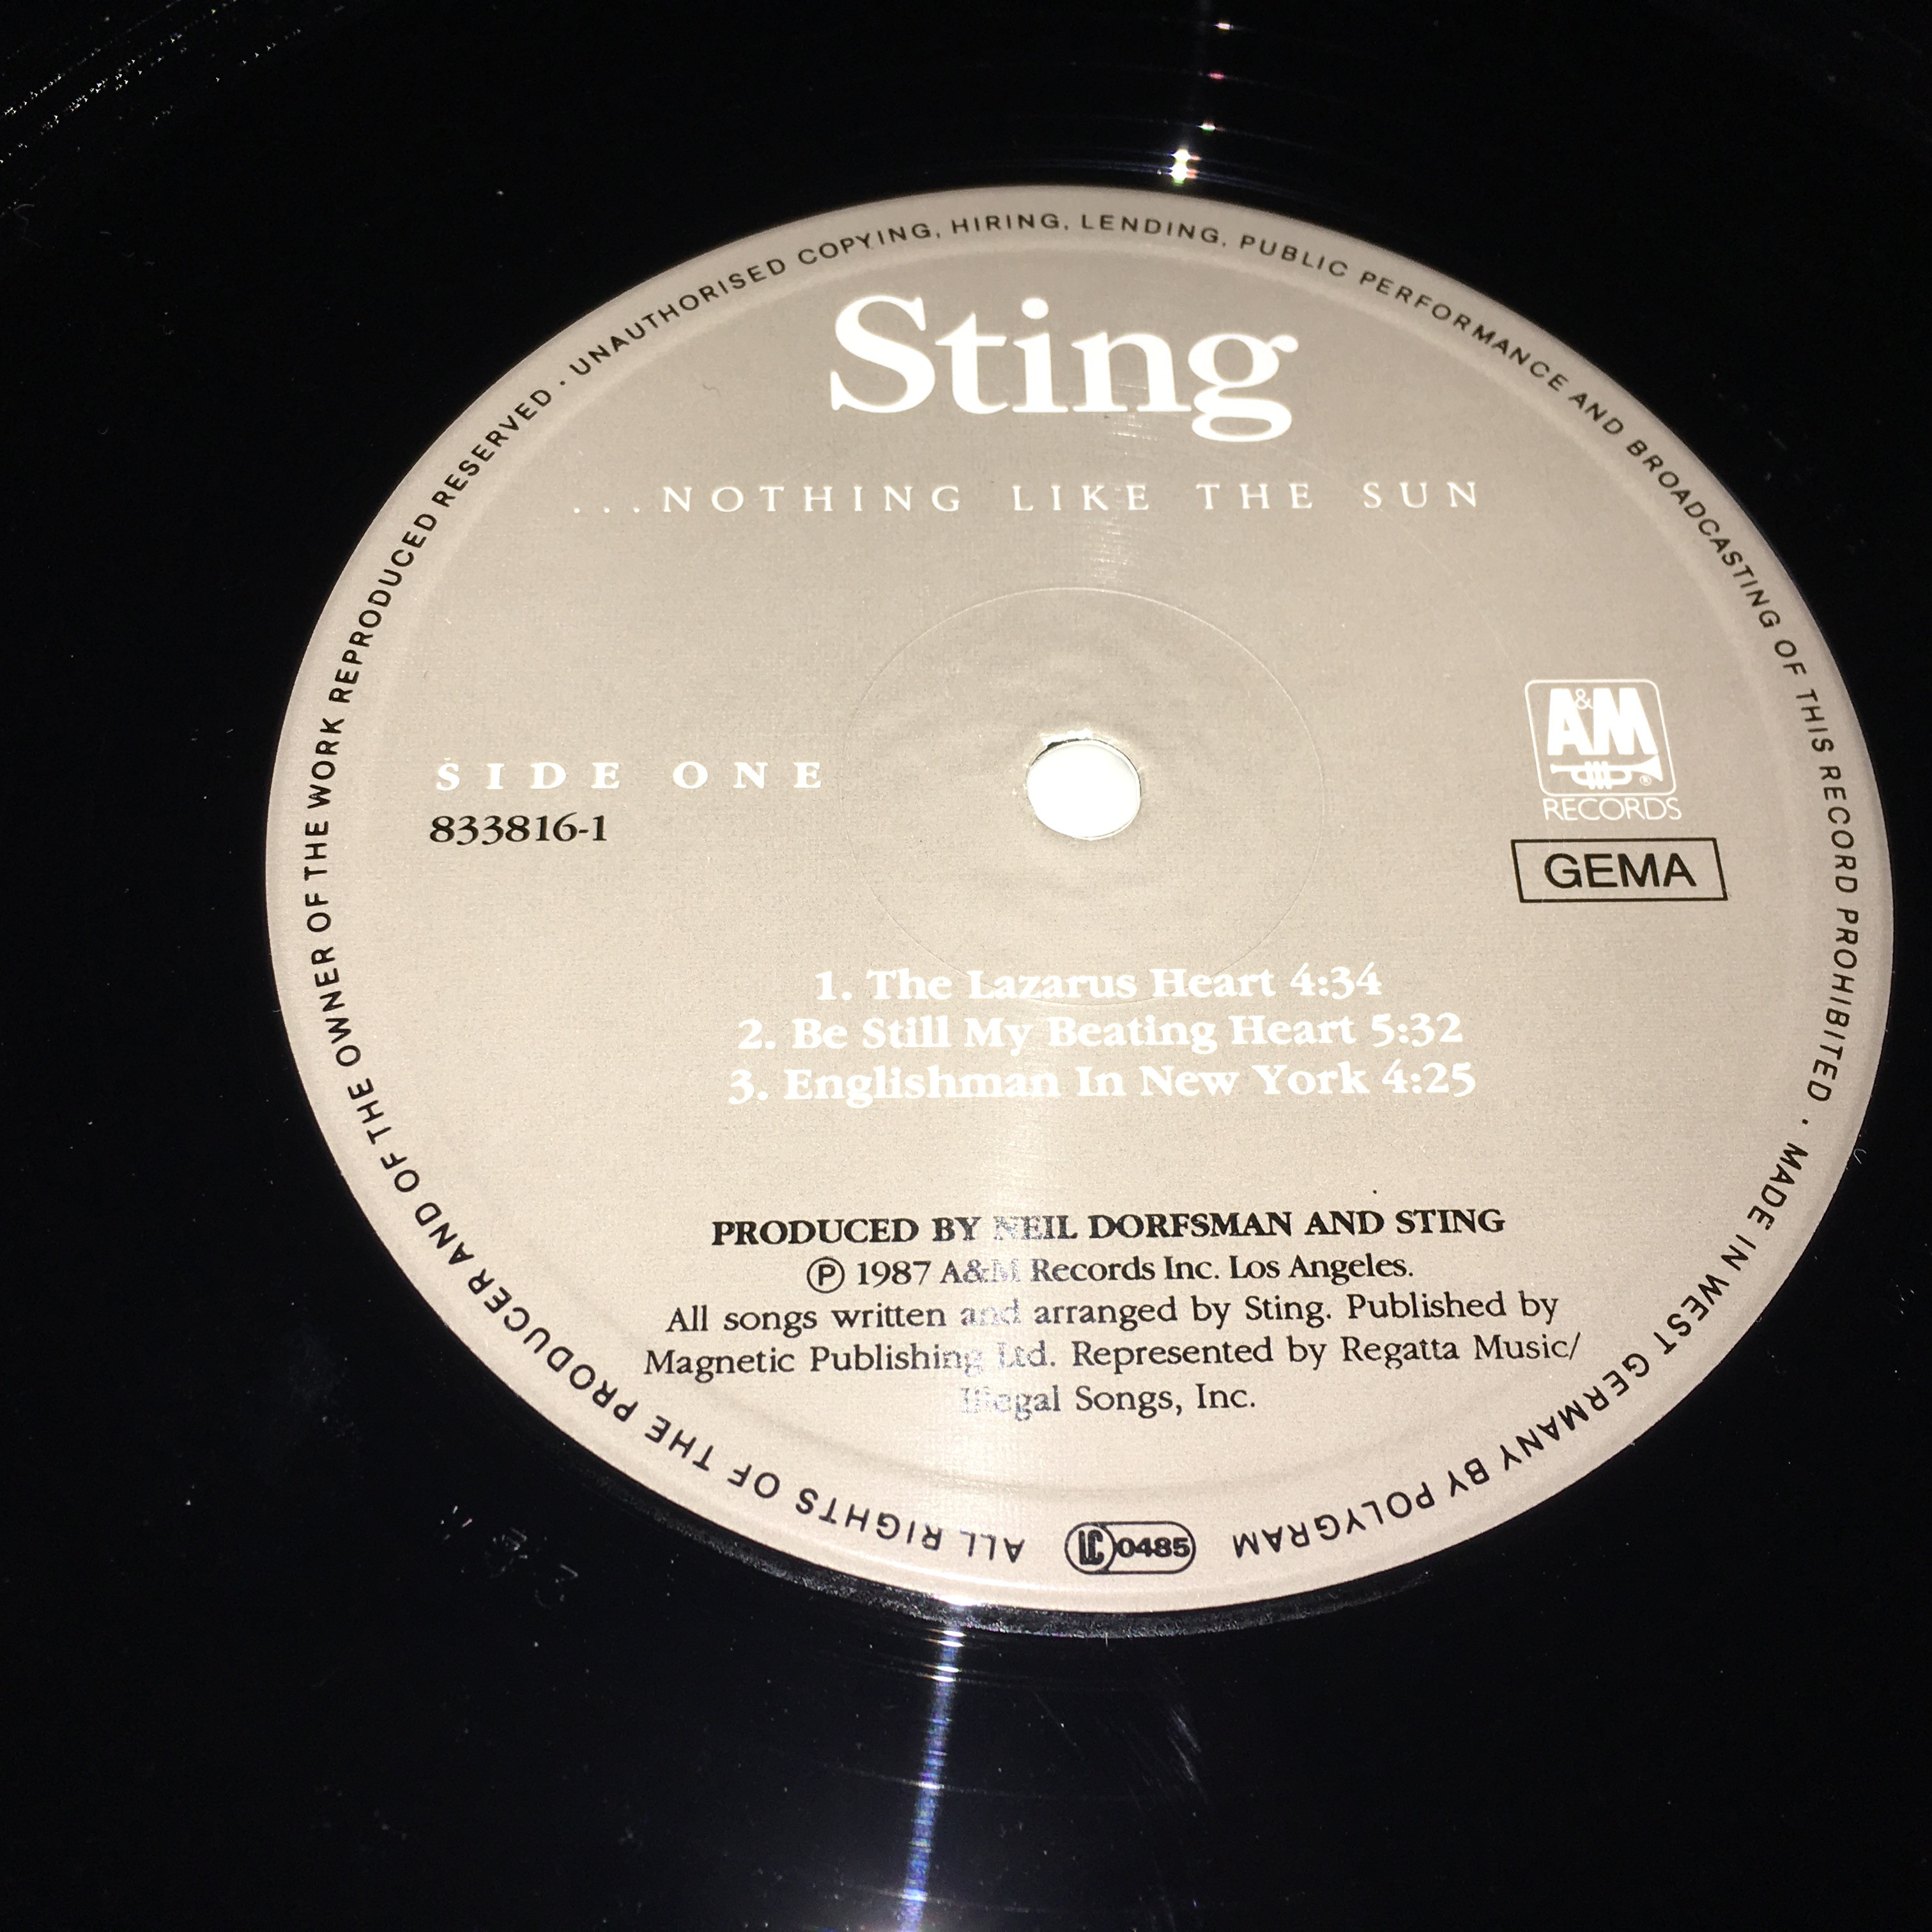 UNAUTHORISED COPYING, HIRING, LENDING, PUBLIC PERFORMANCE AND BROADCASTING OF THIS RECORD PROHIBITED · MADE IN WEST GERMANY BY POLYGRAM
Sting
...NOTHING LIKE THE SUN
SIDE ONE
833816-1
A&M
RECORDS
GEMA
1. The Lazarus Heart 4:34
2. Be Still My Beating Heart 5:32
3. Englishman In New York 4:25
PRODUCED BY NEIL DORFSMAN AND STING
Ⓟ 1987 A&M Records Inc. Los Angeles.
All songs written and arranged by Sting. Published by
Magnetic Publishing Ltd. Represented by Regatta Music/
Illegal Songs, Inc.
LC 0485
ALL RIGHTS OF THE PRODUCER AND OF THE OWNER OF THE WORK REPRODUCED RESERVED ·